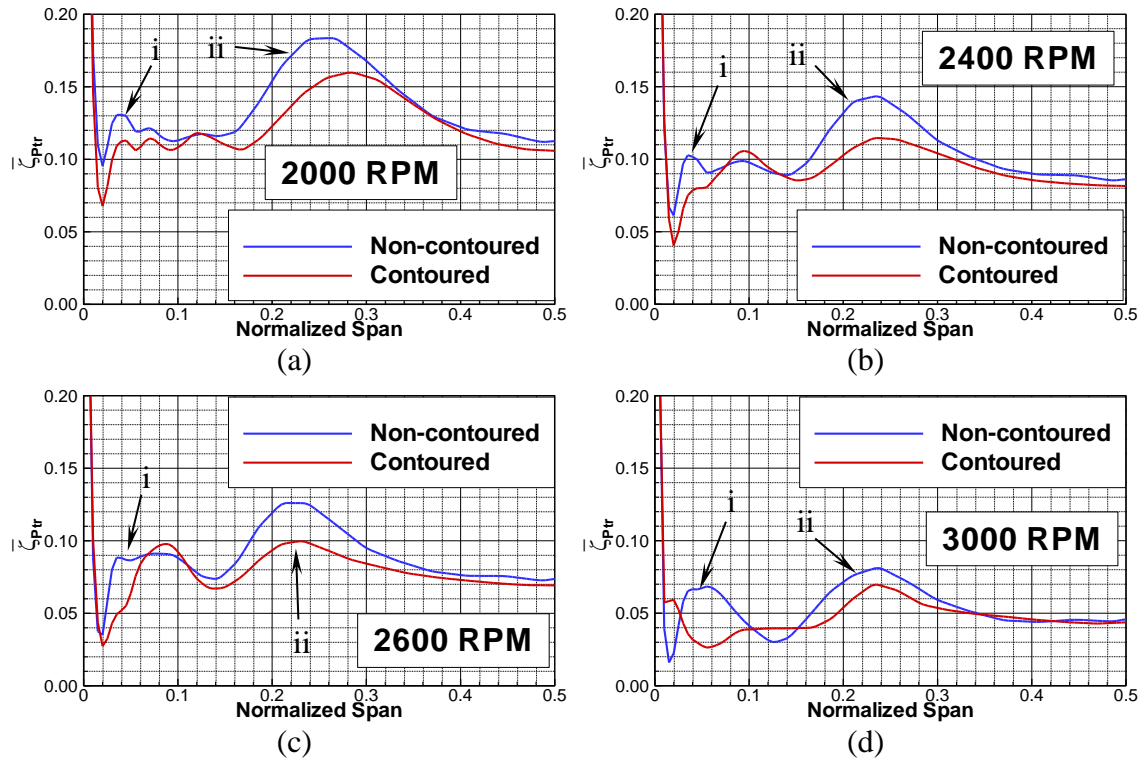 0.20
0.15
0.10
0.05
0.00
ζ̅Ptr
i
ii
2000 RPM
Non-contoured
Contoured
0 0.1 0.2 0.3 0.4 0.5
Normalized Span
(a)
0.20
0.15
0.10
0.05
0.00
ζ̅Ptr
i
ii
2400 RPM
Non-contoured
Contoured
0 0.1 0.2 0.3 0.4 0.5
Normalized Span
(b)
0.20
0.15
0.10
0.05
0.00
ζ̅Ptr
Non-contoured
Contoured
i
ii
2600 RPM
0 0.1 0.2 0.3 0.4 0.5
Normalized Span
(c)
0.20
0.15
0.10
0.05
0.00
ζ̅Ptr
Non-contoured
Contoured
i
ii
3000 RPM
0 0.1 0.2 0.3 0.4 0.5
Normalized Span
(d)